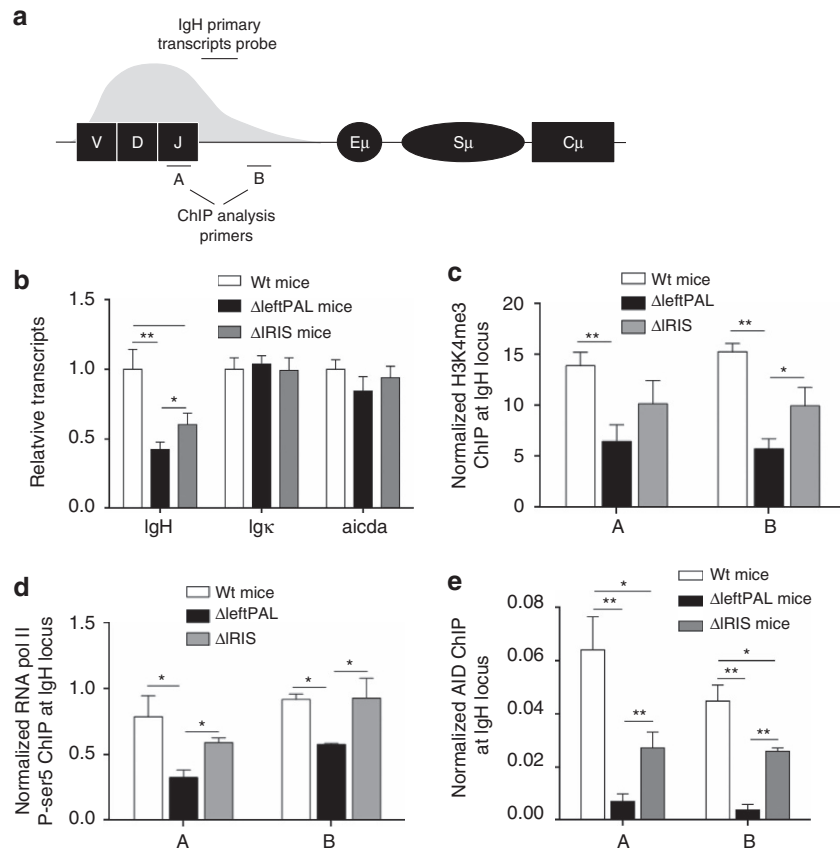 a
IgH primary
transcripts probe
V D J Eμ Sμ Cμ
A B
ChIP analysis
primers
b
Wt mice
ΔleftPAL mice
ΔIRIS mice
Relatvive transcripts
1.5
1.0
0.5
0.0
**
*
IgH Igκ aicda
c
Wt mice
ΔleftPAL
ΔIRIS
Normalized H3K4me3
ChIP at IgH locus
20
15
10
5
0
**
**
*
A B
d
Wt mice
ΔleftPAL
ΔIRIS
Normalized RNA pol II
P-ser5 ChIP at IgH locus
1.5
1.0
0.5
0.0
*
*
*
*
A B
e
Wt mice
ΔleftPAL mice
ΔIRIS mice
Normalized AID ChIP
at IgH locus
0.08
0.06
0.04
0.02
0.00
*
**
**
*
**
**
A B